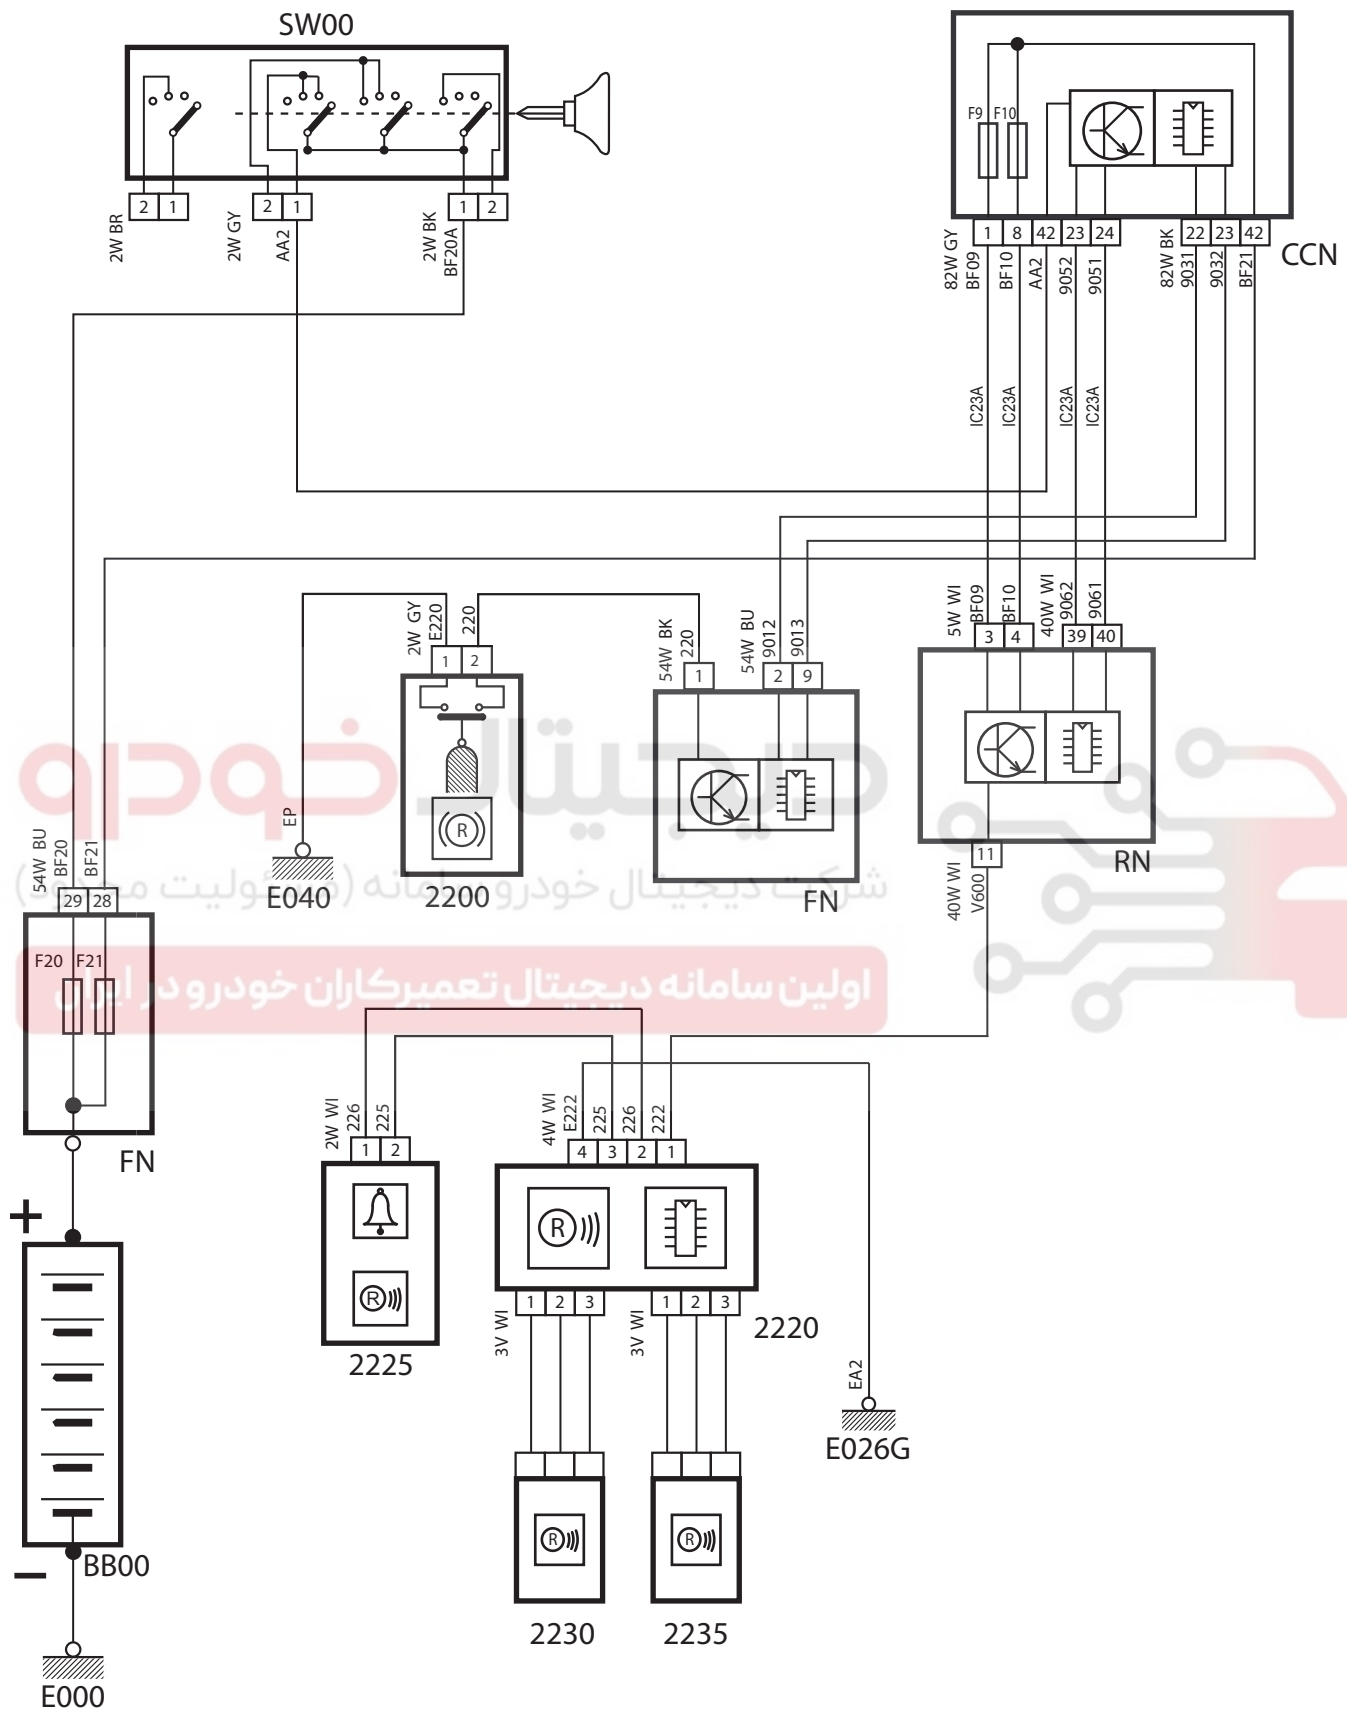 SW00
2
1
2
1
1
2
2W BR
2W GY
AA2
2W BK
BF20A
F9
F10
1
8
42
23
24
22
23
42
CCN
82W GY
BF09
BF10
AA2
9052
9051
82W BK
9031
9032
BF21
IC23A
IC23A
IC23A
IC23A
2W GY
E220
220
1
2
R
2200
EP
E040
54W BK
220
1
54W BU
9012
9013
2
9
FN
5W WI
BF09
BF10
40W WI
9062
9061
3
4
39
40
RN
11
40W WI
V600
دیجیتال خودرو
شرکت دیجیتال خودرو سامانه (مسئولیت محدود)
اولین سامانه دیجیتال تعمیرکاران خودرو در ایران
54W BU
BF20
BF21
29
28
F20
F21
FN
+
BB00
−
E000
2W WI
226
225
1
2
R
2225
4W WI
E222
225
226
222
4
3
2
1
R
1
2
3
1
2
3
2220
3V WI
3V WI
EA2
E026G
R
R
2230
2235